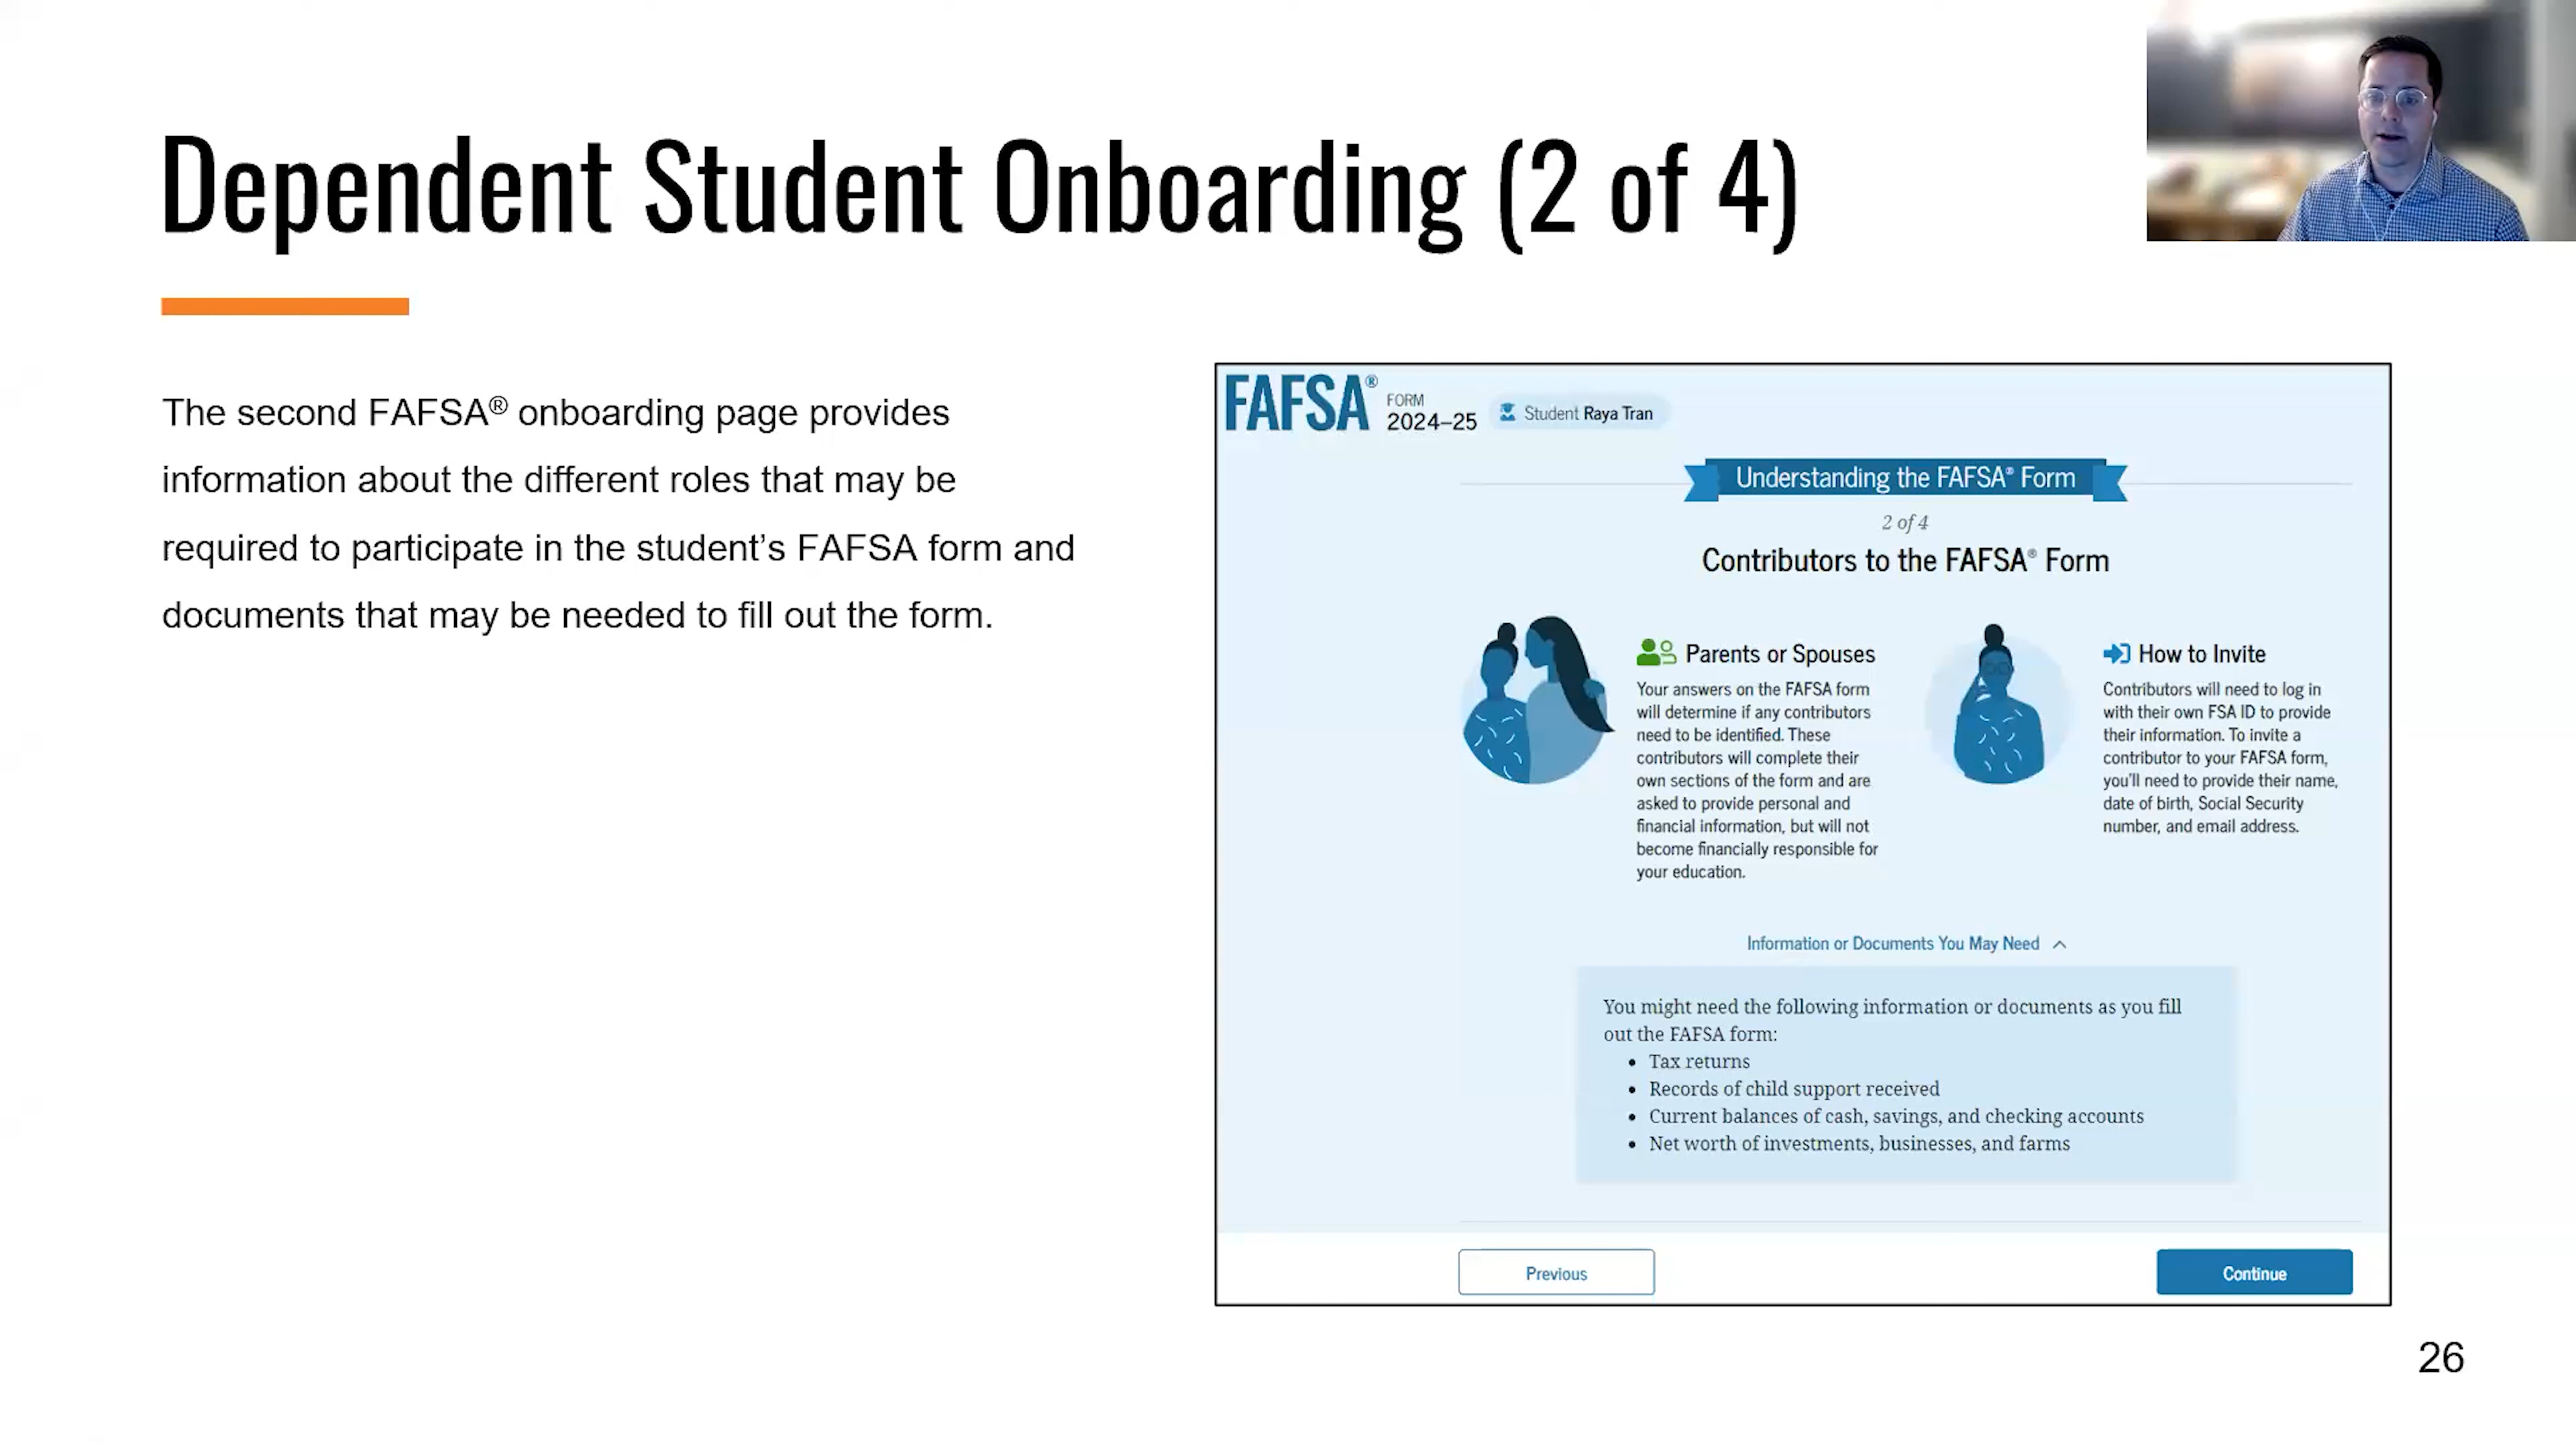 Dependent Student Onboarding (2 of 4)
The second FAFSA® onboarding page provides
information about the different roles that may be
required to participate in the student’s FAFSA form and
documents that may be needed to fill out the form.
FAFSA®
FORM
2024–25
Student Raya Tran
Understanding the FAFSA® Form
2 of 4
Contributors to the FAFSA® Form
Parents or Spouses
Your answers on the FAFSA form
will determine if any contributors
need to be identified. These
contributors will complete their
own sections of the form and are
asked to provide personal and
financial information, but will not
become financially responsible for
your education.
How to Invite
Contributors will need to log in
with their own FSA ID to provide
their information. To invite a
contributor to your FAFSA form,
you’ll need to provide their name,
date of birth, Social Security
number, and email address.
Information or Documents You May Need
You might need the following information or documents as you fill
out the FAFSA form:
• Tax returns
• Records of child support received
• Current balances of cash, savings, and checking accounts
• Net worth of investments, businesses, and farms
Previous
Continue
26